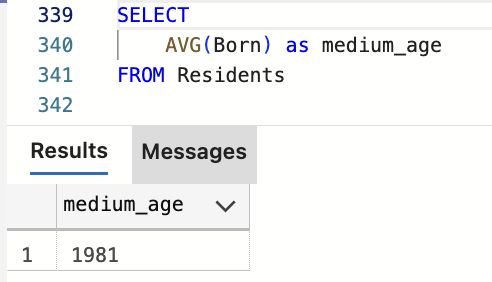 339 SELECT
340     AVG(Born) as medium_age
341 FROM Residents
342
Results Messages
medium_age
1 1981